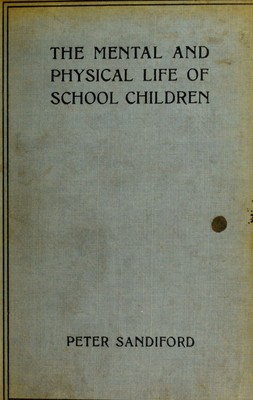 THE MENTAL AND
PHYSICAL LIFE OF
SCHOOL CHILDREN
PETER SANDIFORD